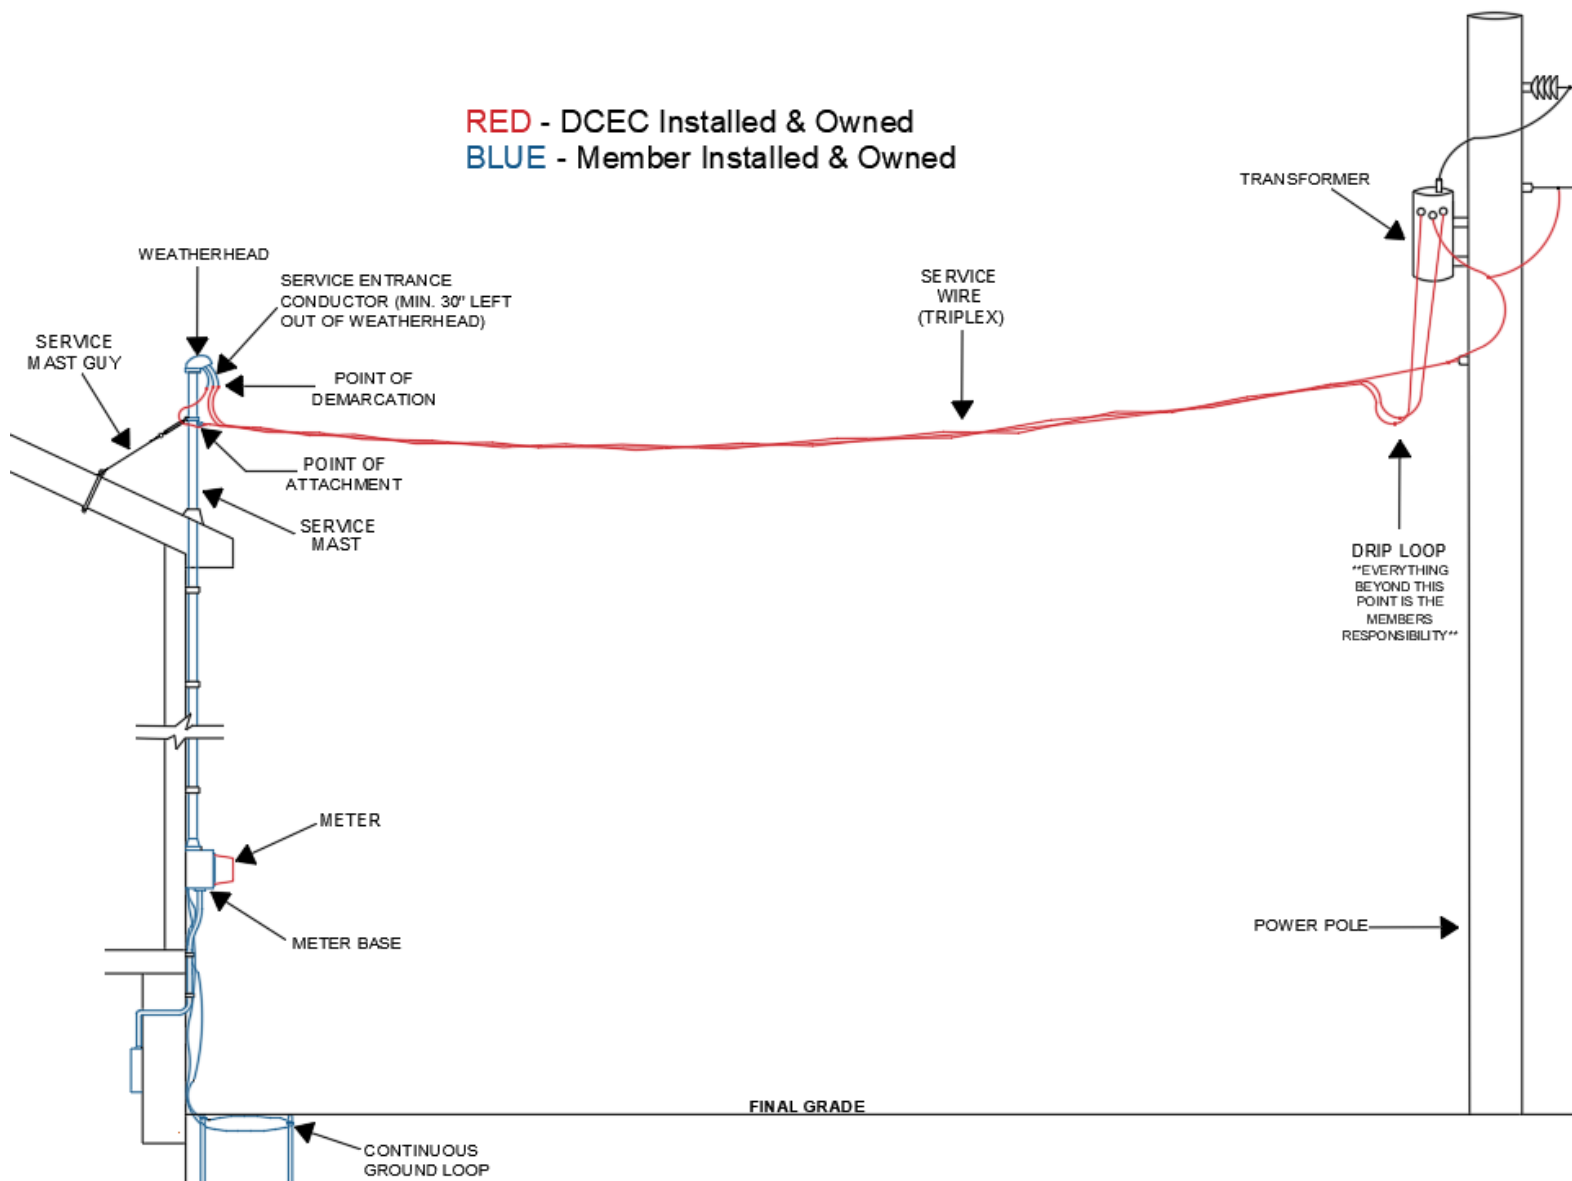 RED - DCEC Installed & Owned
BLUE - Member Installed & Owned
TRANSFORMER
WEATHERHEAD
SERVICE ENTRANCE
CONDUCTOR (MIN. 30" LEFT
OUT OF WEATHERHEAD)
SERVICE
WIRE
(TRIPLEX)
SERVICE
MAST GUY
POINT OF
DEMARCATION
POINT OF
ATTACHMENT
SERVICE
MAST
DRIP LOOP
**EVERYTHING
BEYOND THIS
POINT IS THE
MEMBERS
RESPONSIBILITY**
METER
METER BASE
POWER POLE
FINAL GRADE
CONTINUOUS
GROUND LOOP